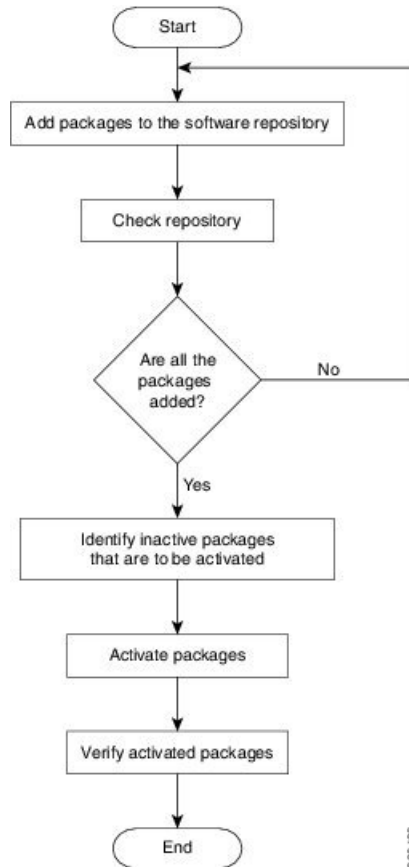 Start
Add packages to the software repository
Check repository
Are all the
packages
added?
No
Yes
Identify inactive packages
that are to be activated
Activate packages
Verify activated packages
End